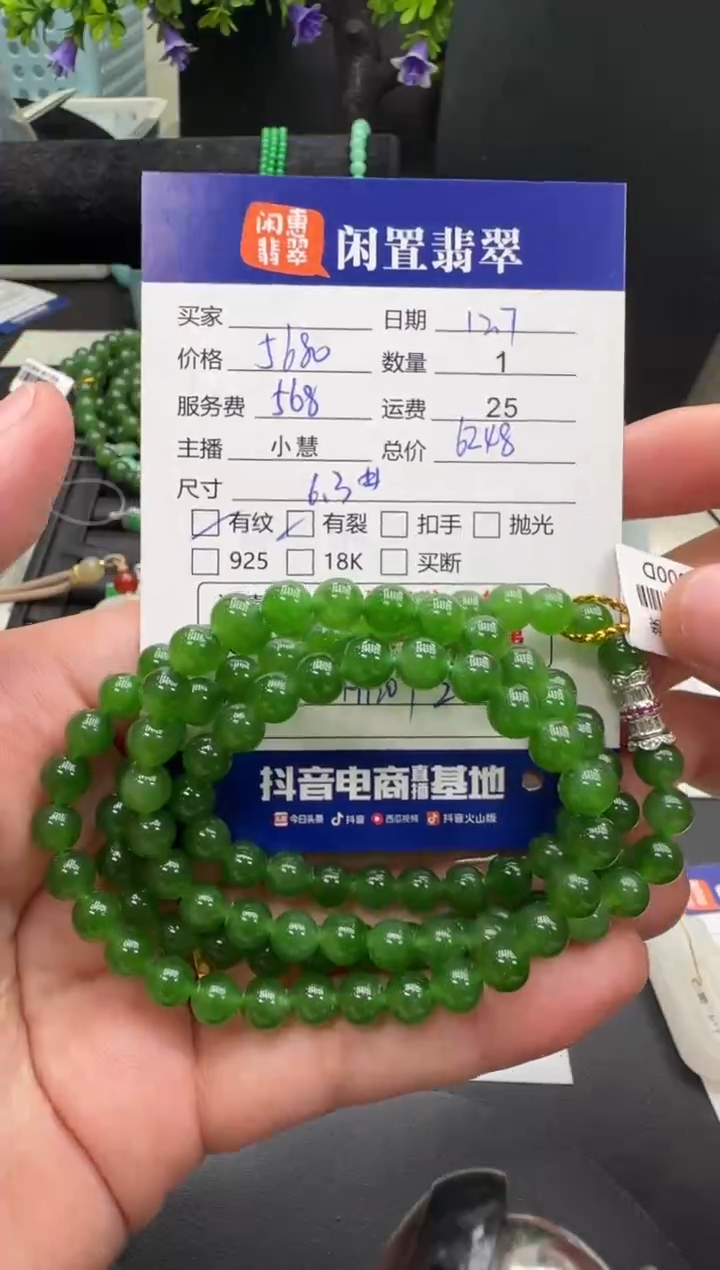 闲惠
翡翠
闲置翡翠
买家 日期 12.7
价格 5680 数量 1
服务费 568 运费 25
主播 小慧 总价 6248
尺寸 6.3#
有纹 有裂 扣手 抛光
925 18K 买断
抖音电商直播基地
今日头条 抖音 西瓜视频 抖音火山版